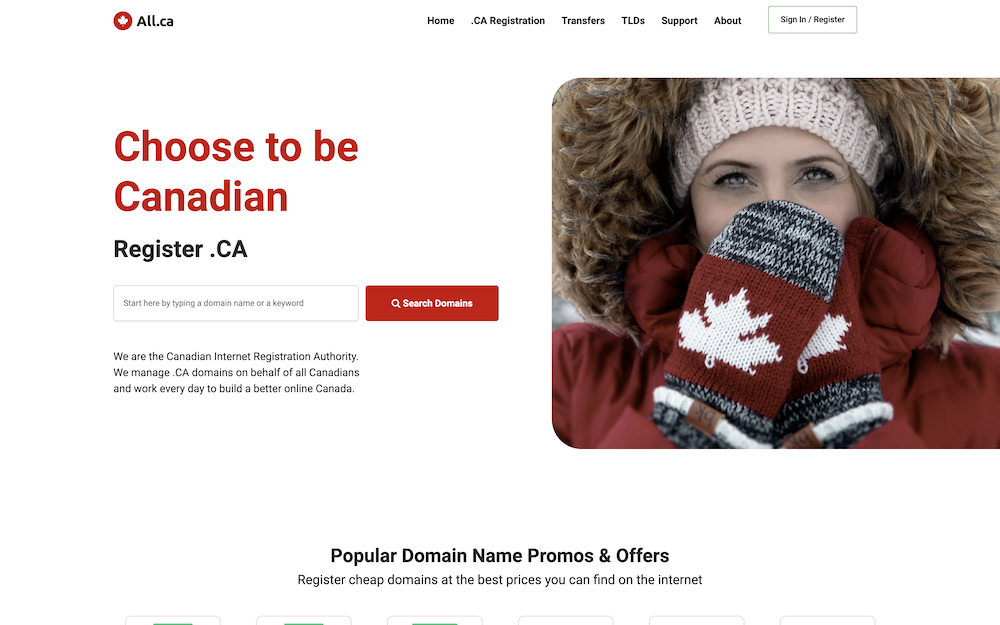 All.ca
Home .CA Registration Transfers TLDs Support About Sign In / Register
Choose to be
Canadian
Register .CA
Start here by typing a domain name or a keyword
Search Domains
We are the Canadian Internet Registration Authority.
We manage .CA domains on behalf of all Canadians
and work every day to build a better online Canada.
Popular Domain Name Promos & Offers
Register cheap domains at the best prices you can find on the internet